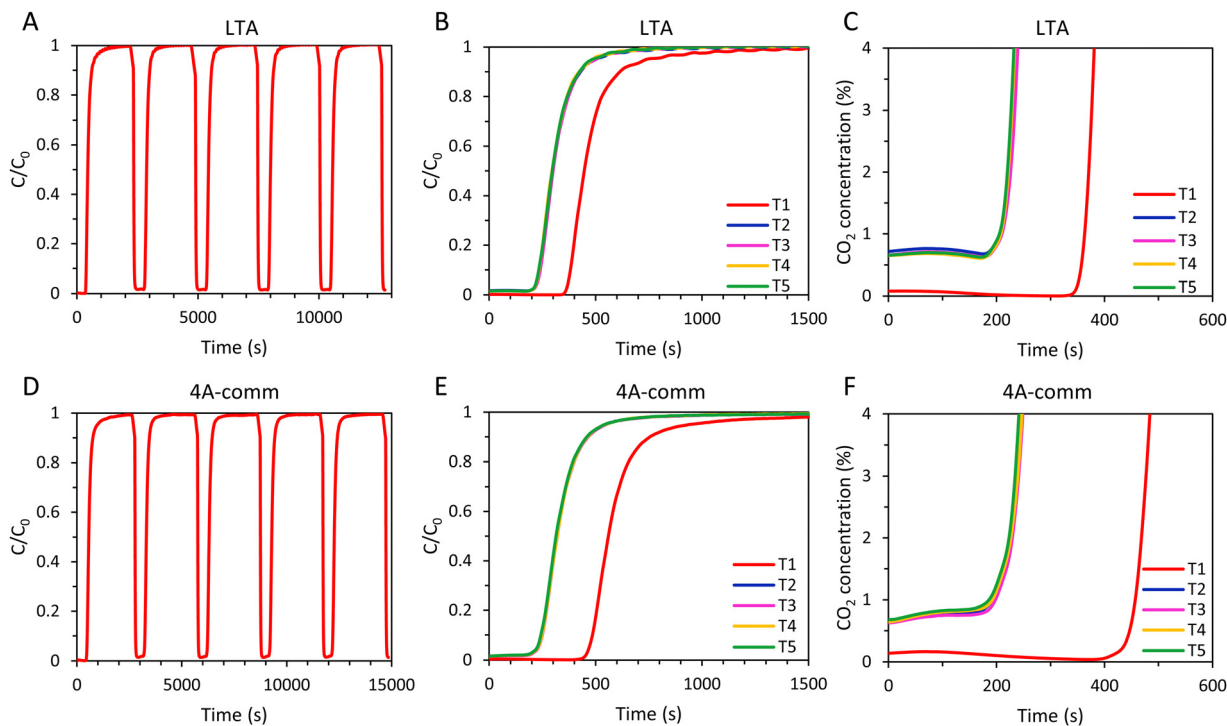 A
LTA
C/C0
1
0.8
0.6
0.4
0.2
0
0
5000
10000
Time (s)
B
C/C0
1
0.8
0.6
0.4
0.2
0
T1
T2
T3
T4
T5
0
500
1000
1500
Time (s)
C
LTA
CO2 concentration (%)
4
3
2
1
0
T1
T2
T3
T4
T5
0
200
400
600
Time (s)
D
4A-comm
C/C0
1
0.8
0.6
0.4
0.2
0
0
5000
10000
15000
Time (s)
E
4A-comm
C/C0
1
0.8
0.6
0.4
0.2
0
T1
T2
T3
T4
T5
0
500
1000
1500
Time (s)
F
4A-comm
CO2 concentration (%)
4
3
2
1
0
T1
T2
T3
T4
T5
0
200
400
600
Time (s)